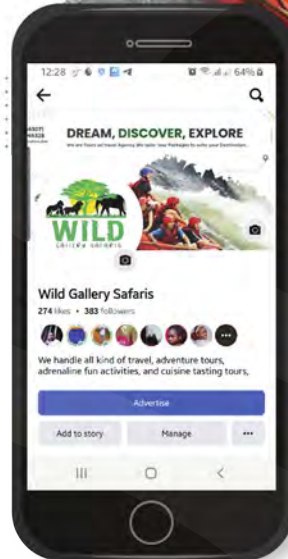 12:28
64%
DREAM, DISCOVER, EXPLORE
WILD
GALLERY SAFARIS
Wild Gallery Safaris
274 likes • 383 followers
We handle all kind of travel, adventure tours,
adrenaline fun activities, and cuisine tasting tours,
Advertise
Add to story
Manage